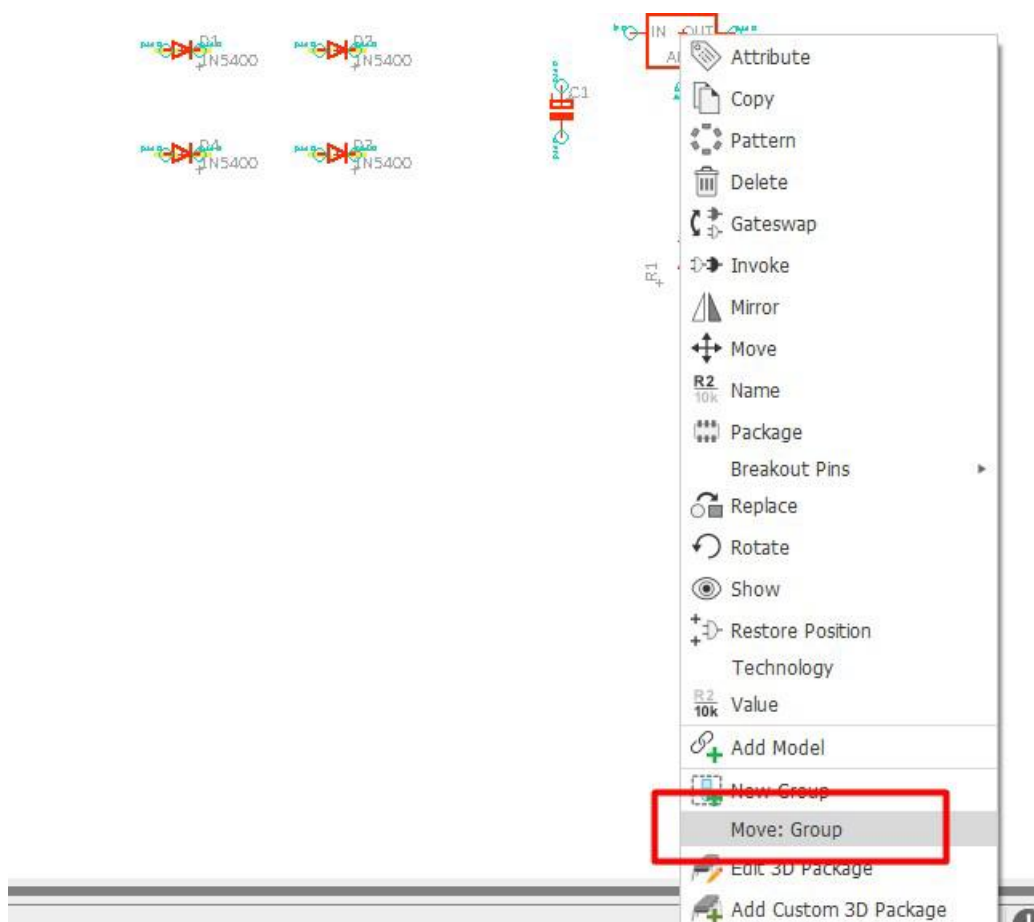 D1
1N5400
D2
1N5400
IN OUT
C1
D4
1N5400
D3
1N5400
R1
Attribute
Copy
Pattern
Delete
Gateswap
Invoke
Mirror
Move
R2
10k
Name
Package
Breakout Pins
Replace
Rotate
Show
Restore Position
Technology
R2
10k
Value
Add Model
New Group
Move: Group
Edit 3D Package
Add Custom 3D Package